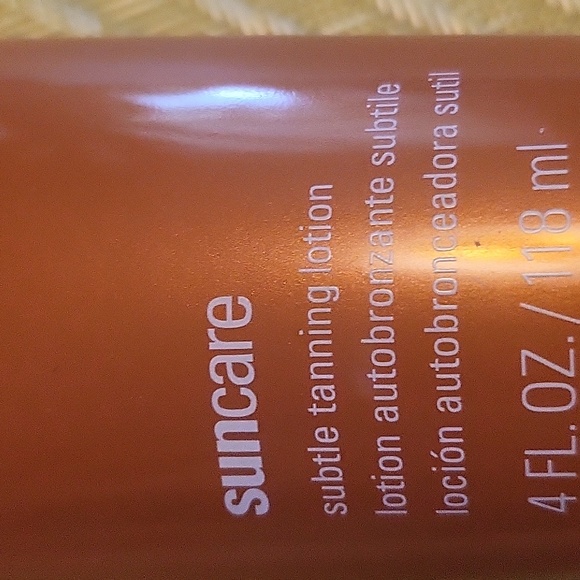 suncare
subtle tanning lotion
lotion autobronzante subtile
loción autobronceadora sutil
4 FL. OZ. / 118 ml